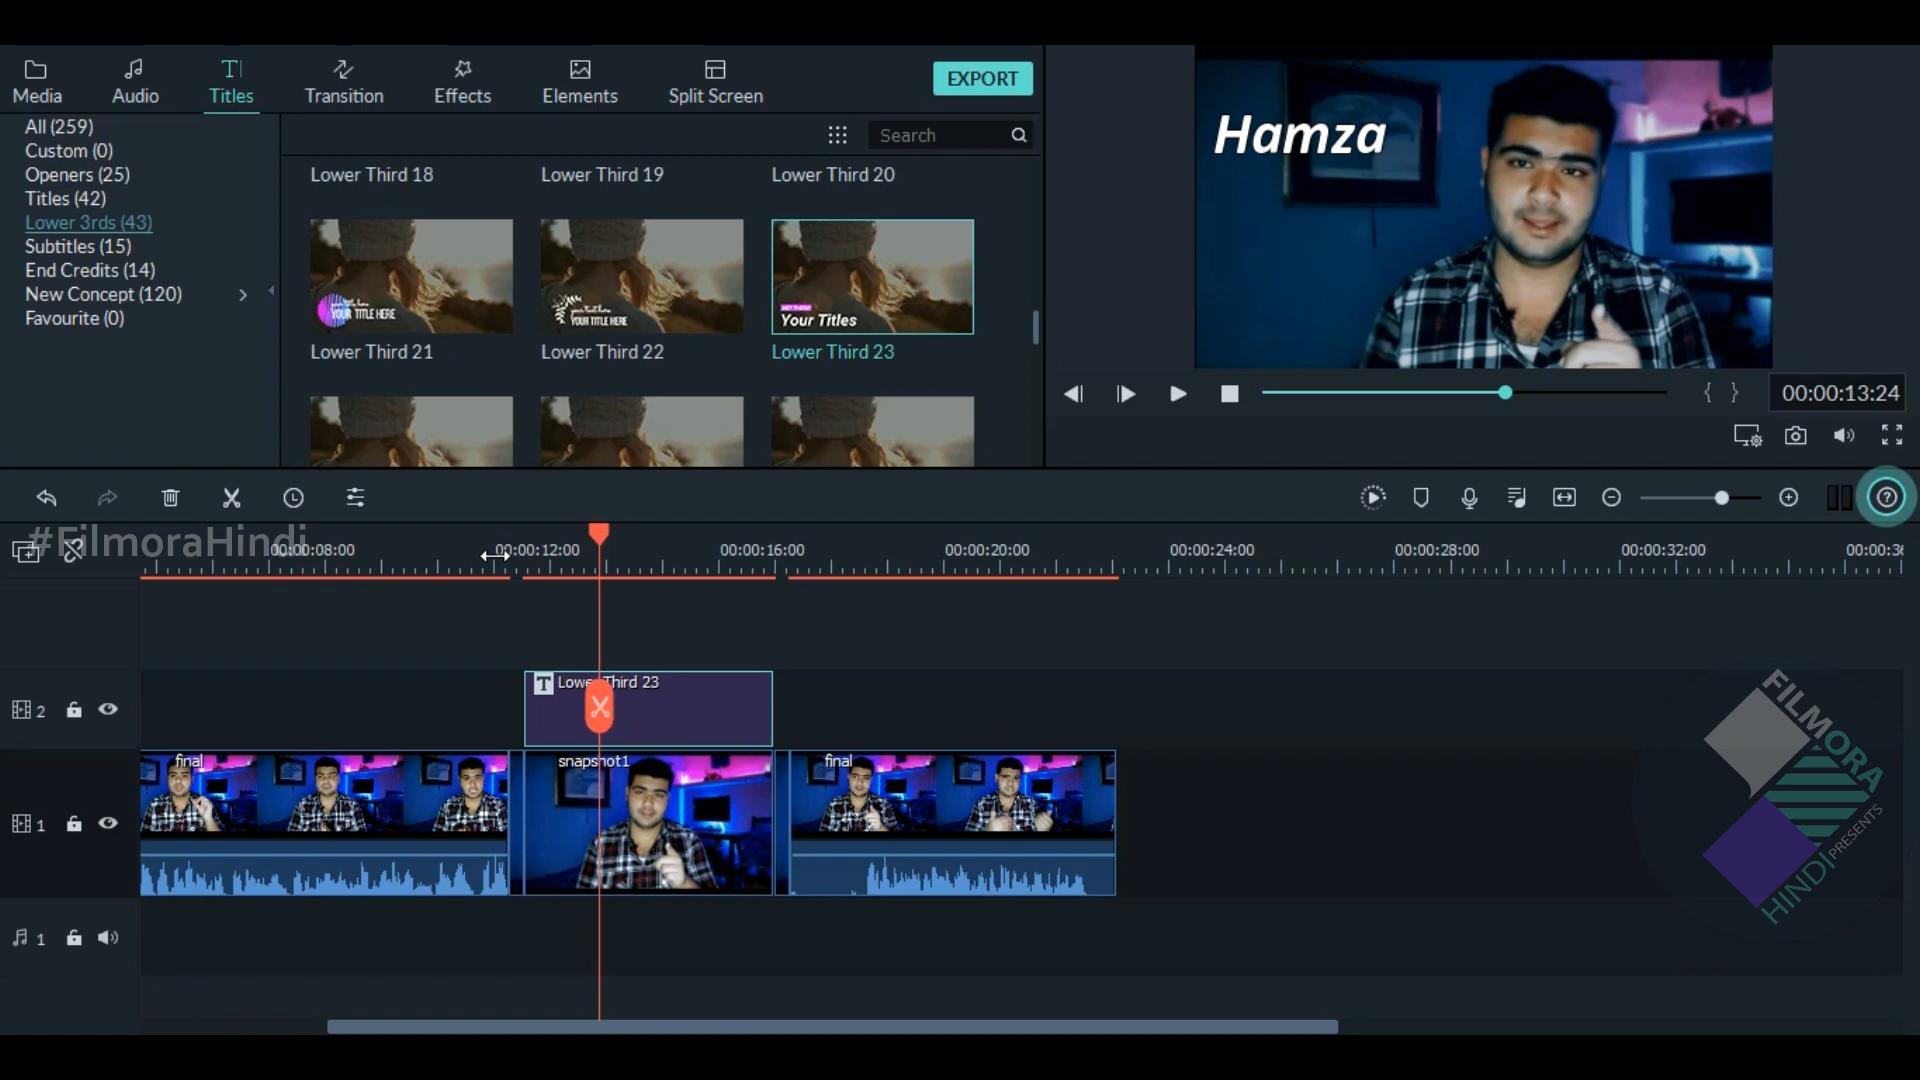 Media
Audio
Titles
Transition
Effects
Elements
Split Screen
EXPORT
All (259)
Custom (0)
Openers (25)
Titles (42)
Lower 3rds (43)
Subtitles (15)
End Credits (14)
New Concept (120)
Favourite (0)
Search
Lower Third 18
Lower Third 19
Lower Third 20
YOUR TITLE HERE
YOUR TITLE HERE
Your Titles
Lower Third 21
Lower Third 22
Lower Third 23
Hamza
00:00:13:24
#FilmoraHindi
00:00:08:00
00:00:12:00
00:00:16:00
00:00:20:00
00:00:24:00
00:00:28:00
00:00:32:00
T Lower Third 23
2
final
snapshot1
final
1
1
FILMORA
HINDI
PRESENTS